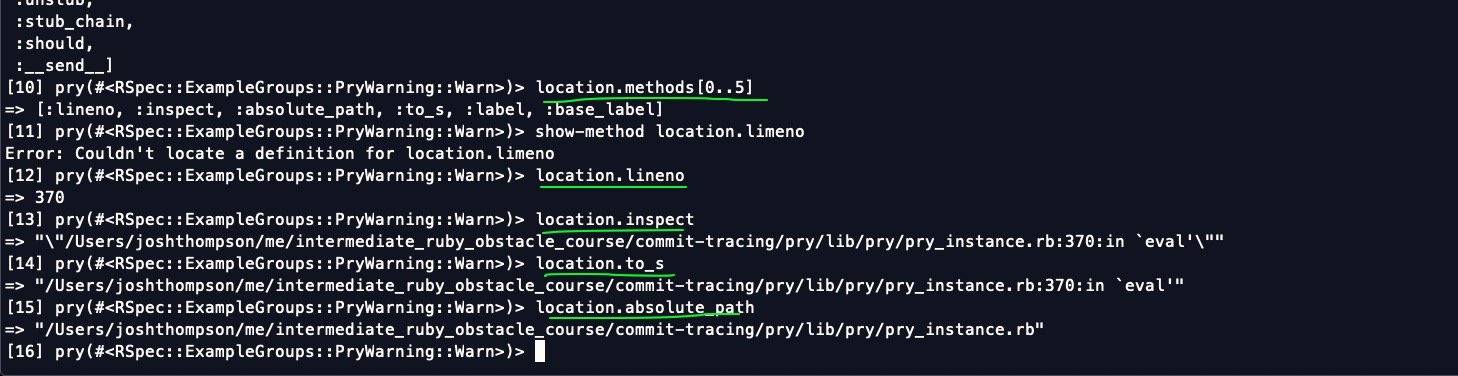 :unstub,
:stub_chain,
:should,
:__send__]
[10] pry(#<RSpec::ExampleGroups::PryWarning::Warn>)> location.methods[0..5]
=> [:lineno, :inspect, :absolute_path, :to_s, :label, :base_label]
[11] pry(#<RSpec::ExampleGroups::PryWarning::Warn>)> show-method location.limeno
Error: Couldn't locate a definition for location.limeno
[12] pry(#<RSpec::ExampleGroups::PryWarning::Warn>)> location.lineno
=> 370
[13] pry(#<RSpec::ExampleGroups::PryWarning::Warn>)> location.inspect
=> "\"/Users/joshthompson/me/intermediate_ruby_obstacle_course/commit-tracing/pry/lib/pry/pry_instance.rb:370:in `eval'\""
[14] pry(#<RSpec::ExampleGroups::PryWarning::Warn>)> location.to_s
=> "/Users/joshthompson/me/intermediate_ruby_obstacle_course/commit-tracing/pry/lib/pry/pry_instance.rb:370:in `eval'"
[15] pry(#<RSpec::ExampleGroups::PryWarning::Warn>)> location.absolute_path
=> "/Users/joshthompson/me/intermediate_ruby_obstacle_course/commit-tracing/pry/lib/pry/pry_instance.rb"
[16] pry(#<RSpec::ExampleGroups::PryWarning::Warn>)>